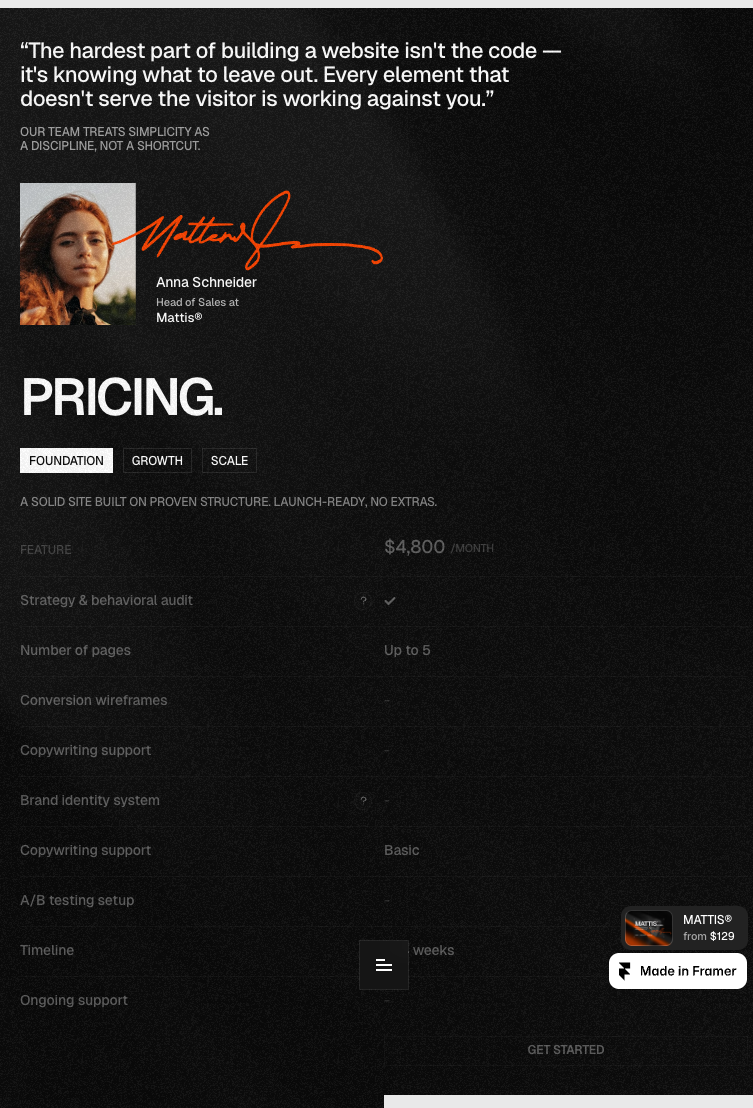 “The hardest part of building a website isn't the code —
it's knowing what to leave out. Every element that
doesn't serve the visitor is working against you.”
OUR TEAM TREATS SIMPLICITY AS
A DISCIPLINE, NOT A SHORTCUT.
Anna Schneider
Head of Sales at
Mattis®
PRICING.
FOUNDATION
GROWTH
SCALE
A SOLID SITE BUILT ON PROVEN STRUCTURE. LAUNCH-READY, NO EXTRAS.
FEATURE
$4,800 /MONTH
Strategy & behavioral audit
?
Number of pages
Up to 5
Conversion wireframes
-
Copywriting support
-
Brand identity system
?
-
Copywriting support
Basic
A/B testing setup
-
MATTIS®
from $129
Timeline
weeks
Made in Framer
Ongoing support
-
GET STARTED